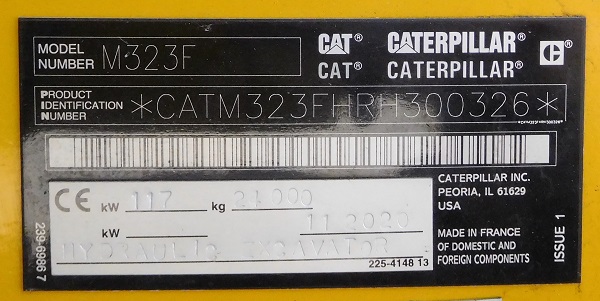 MODEL NUMBER M323F
CAT® CATERPILLAR® C®
CAT® CATERPILLAR®
PRODUCT IDENTIFICATION NUMBER *CATM323FHRH300326*
*CATM323FHRH300326*
CE kW 117 kg 21000
kW 11 2020
HYDRAULIC EXCAVATOR
225-4148 13
239-6986 7
CATERPILLAR INC.
PEORIA, IL 61629
USA
MADE IN FRANCE
OF DOMESTIC AND
FOREIGN COMPONENTS
ISSUE 1